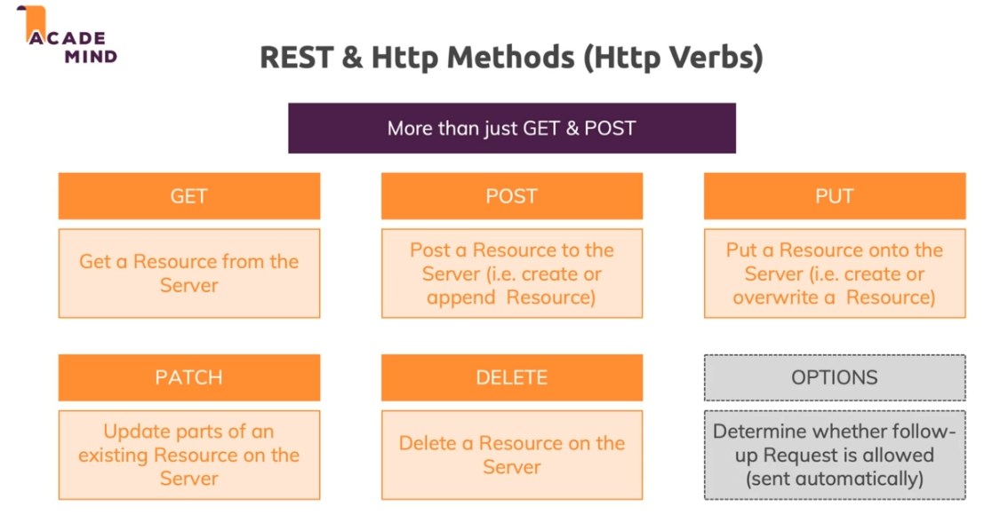 ACADE
MIND
REST & Http Methods (Http Verbs)
More than just GET & POST
GET
Get a Resource from the
Server
POST
Post a Resource to the
Server (i.e. create or
append Resource)
PUT
Put a Resource onto the
Server (i.e. create or
overwrite a Resource)
PATCH
Update parts of an
existing Resource on the
Server
DELETE
Delete a Resource on the
Server
OPTIONS
Determine whether follow-
up Request is allowed
(sent automatically)